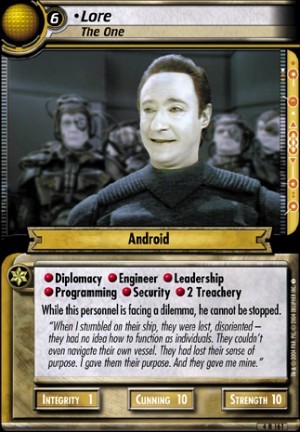 6
• Lore
The One
Android
• Diplomacy • Engineer • Leadership
• Programming • Security • 2 Treachery
While this personnel is facing a dilemma, he cannot be stopped.
"When I stumbled on their ship, they were lost, disoriented –
they had no idea how to function as individuals. They couldn't
even navigate their own vessel. They had lost their sense of
purpose. I gave them their purpose. And they gave me mine."
INTEGRITY 1
CUNNING 10
STRENGTH 10